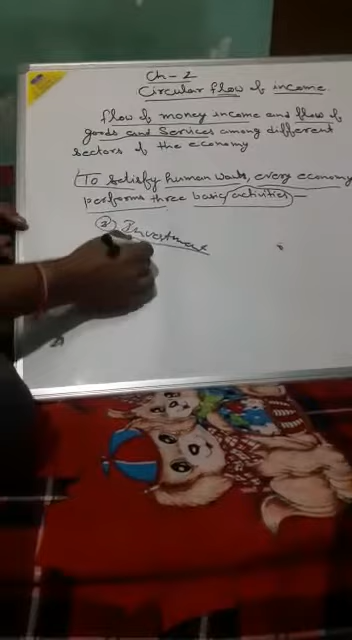 Ch-2
Circular flow of income.
flow of money income and flow of
goods and Services among different
sectors of the economy
To Satisfy human wants, every economy
performs three basic activities -
Investment